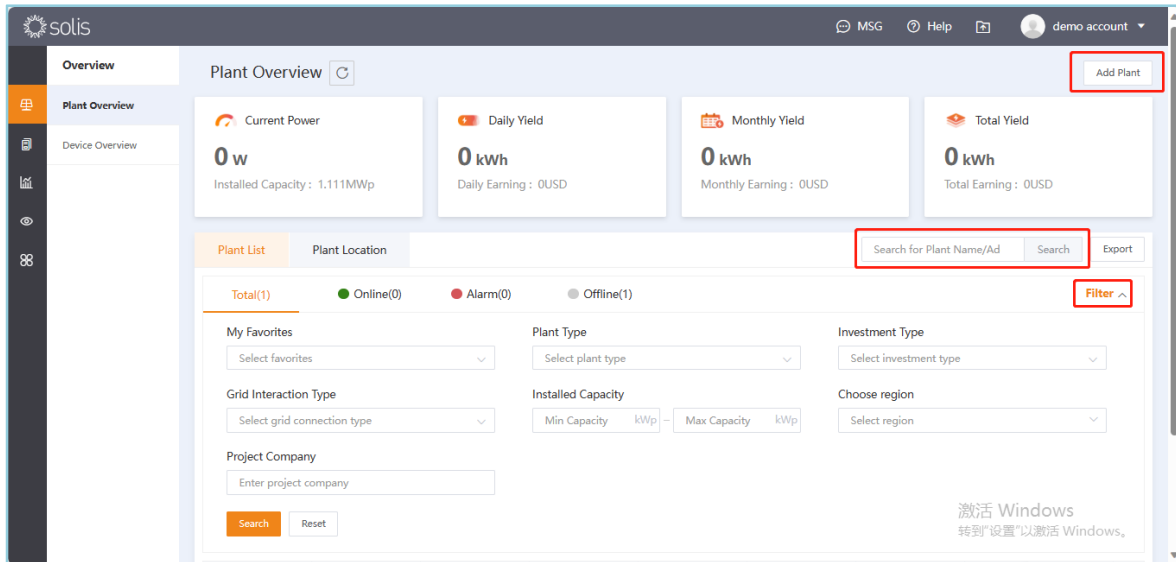 solis
MSG
Help
demo account
Overview
Plant Overview
Device Overview
Plant Overview
Add Plant
Current Power
0 W
Installed Capacity : 1.111MWp
Daily Yield
0 kWh
Daily Earning : 0USD
Monthly Yield
0 kWh
Monthly Earning : 0USD
Total Yield
0 kWh
Total Earning : 0USD
Plant List
Plant Location
Search for Plant Name/Ad
Search
Export
Total(1)
Online(0)
Alarm(0)
Offline(1)
Filter
My Favorites
Select favorites
Plant Type
Select plant type
Investment Type
Select investment type
Grid Interaction Type
Select grid connection type
Installed Capacity
Min Capacity kWp – Max Capacity kWp
Choose region
Select region
Project Company
Enter project company
Search
Reset
激活 Windows
转到"设置"以激活 Windows。